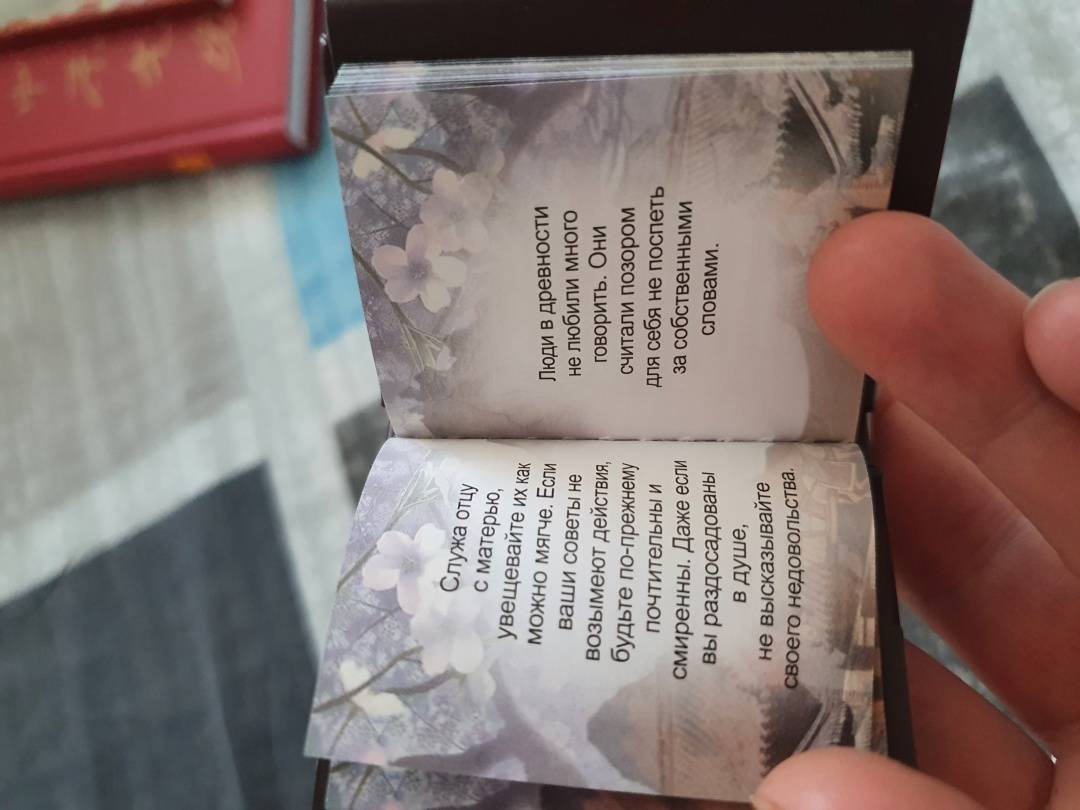 Служа отцу
с матерью,
увещевайте их как
можно мягче. Если
ваши советы не
возымеют действия,
будьте по-прежнему
почтительны и
смиренны. Даже если
вы раздосадованы
в душе,
не высказывайте
своего недовольства.
Люди в древности
не любили много
говорить. Они
считали позором
для себя не поспеть
за собственными
словами.